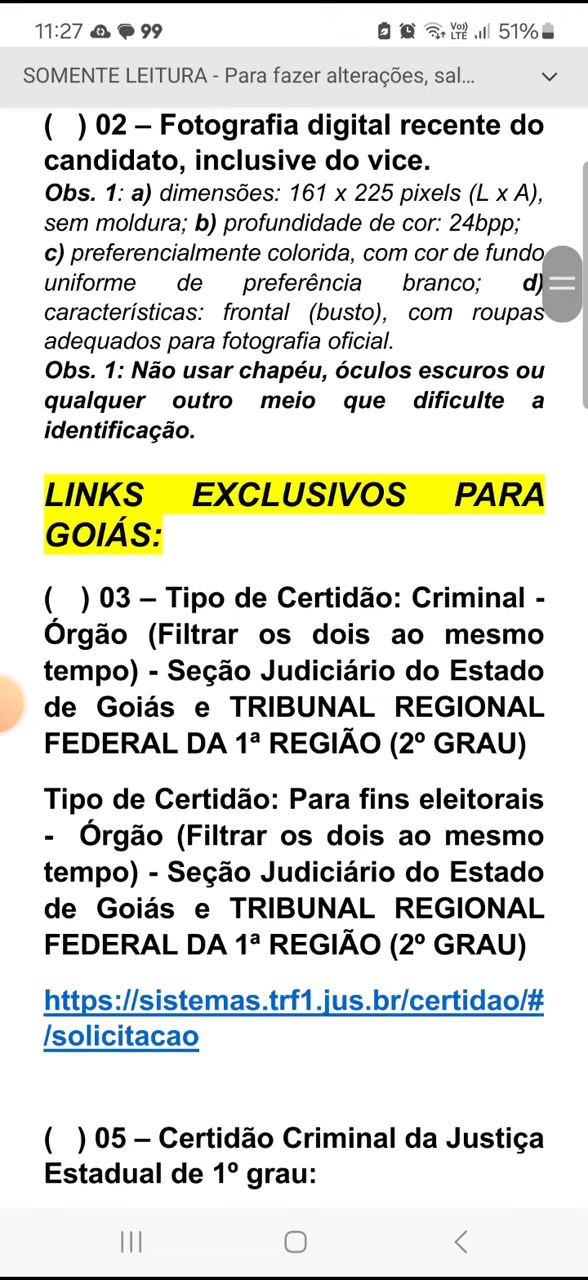 11:27 99 Vo) LTE 51%
SOMENTE LEITURA - Para fazer alterações, sal...
( ) 02 – Fotografia digital recente do
candidato, inclusive do vice.
Obs. 1: a) dimensões: 161 x 225 pixels (L x A),
sem moldura; b) profundidade de cor: 24bpp;
c) preferencialmente colorida, com cor de fundo
uniforme de preferência branco; d)
características: frontal (busto), com roupas
adequados para fotografia oficial.
Obs. 1: Não usar chapéu, óculos escuros ou
qualquer outro meio que dificulte a
identificação.
LINKS EXCLUSIVOS PARA
GOIÁS:
( ) 03 – Tipo de Certidão: Criminal -
Órgão (Filtrar os dois ao mesmo
tempo) - Seção Judiciário do Estado
de Goiás e TRIBUNAL REGIONAL
FEDERAL DA 1ª REGIÃO (2º GRAU)
Tipo de Certidão: Para fins eleitorais
- Órgão (Filtrar os dois ao mesmo
tempo) - Seção Judiciário do Estado
de Goiás e TRIBUNAL REGIONAL
FEDERAL DA 1ª REGIÃO (2º GRAU)
https://sistemas.trf1.jus.br/certidao/#
/solicitacao
( ) 05 – Certidão Criminal da Justiça
Estadual de 1º grau: